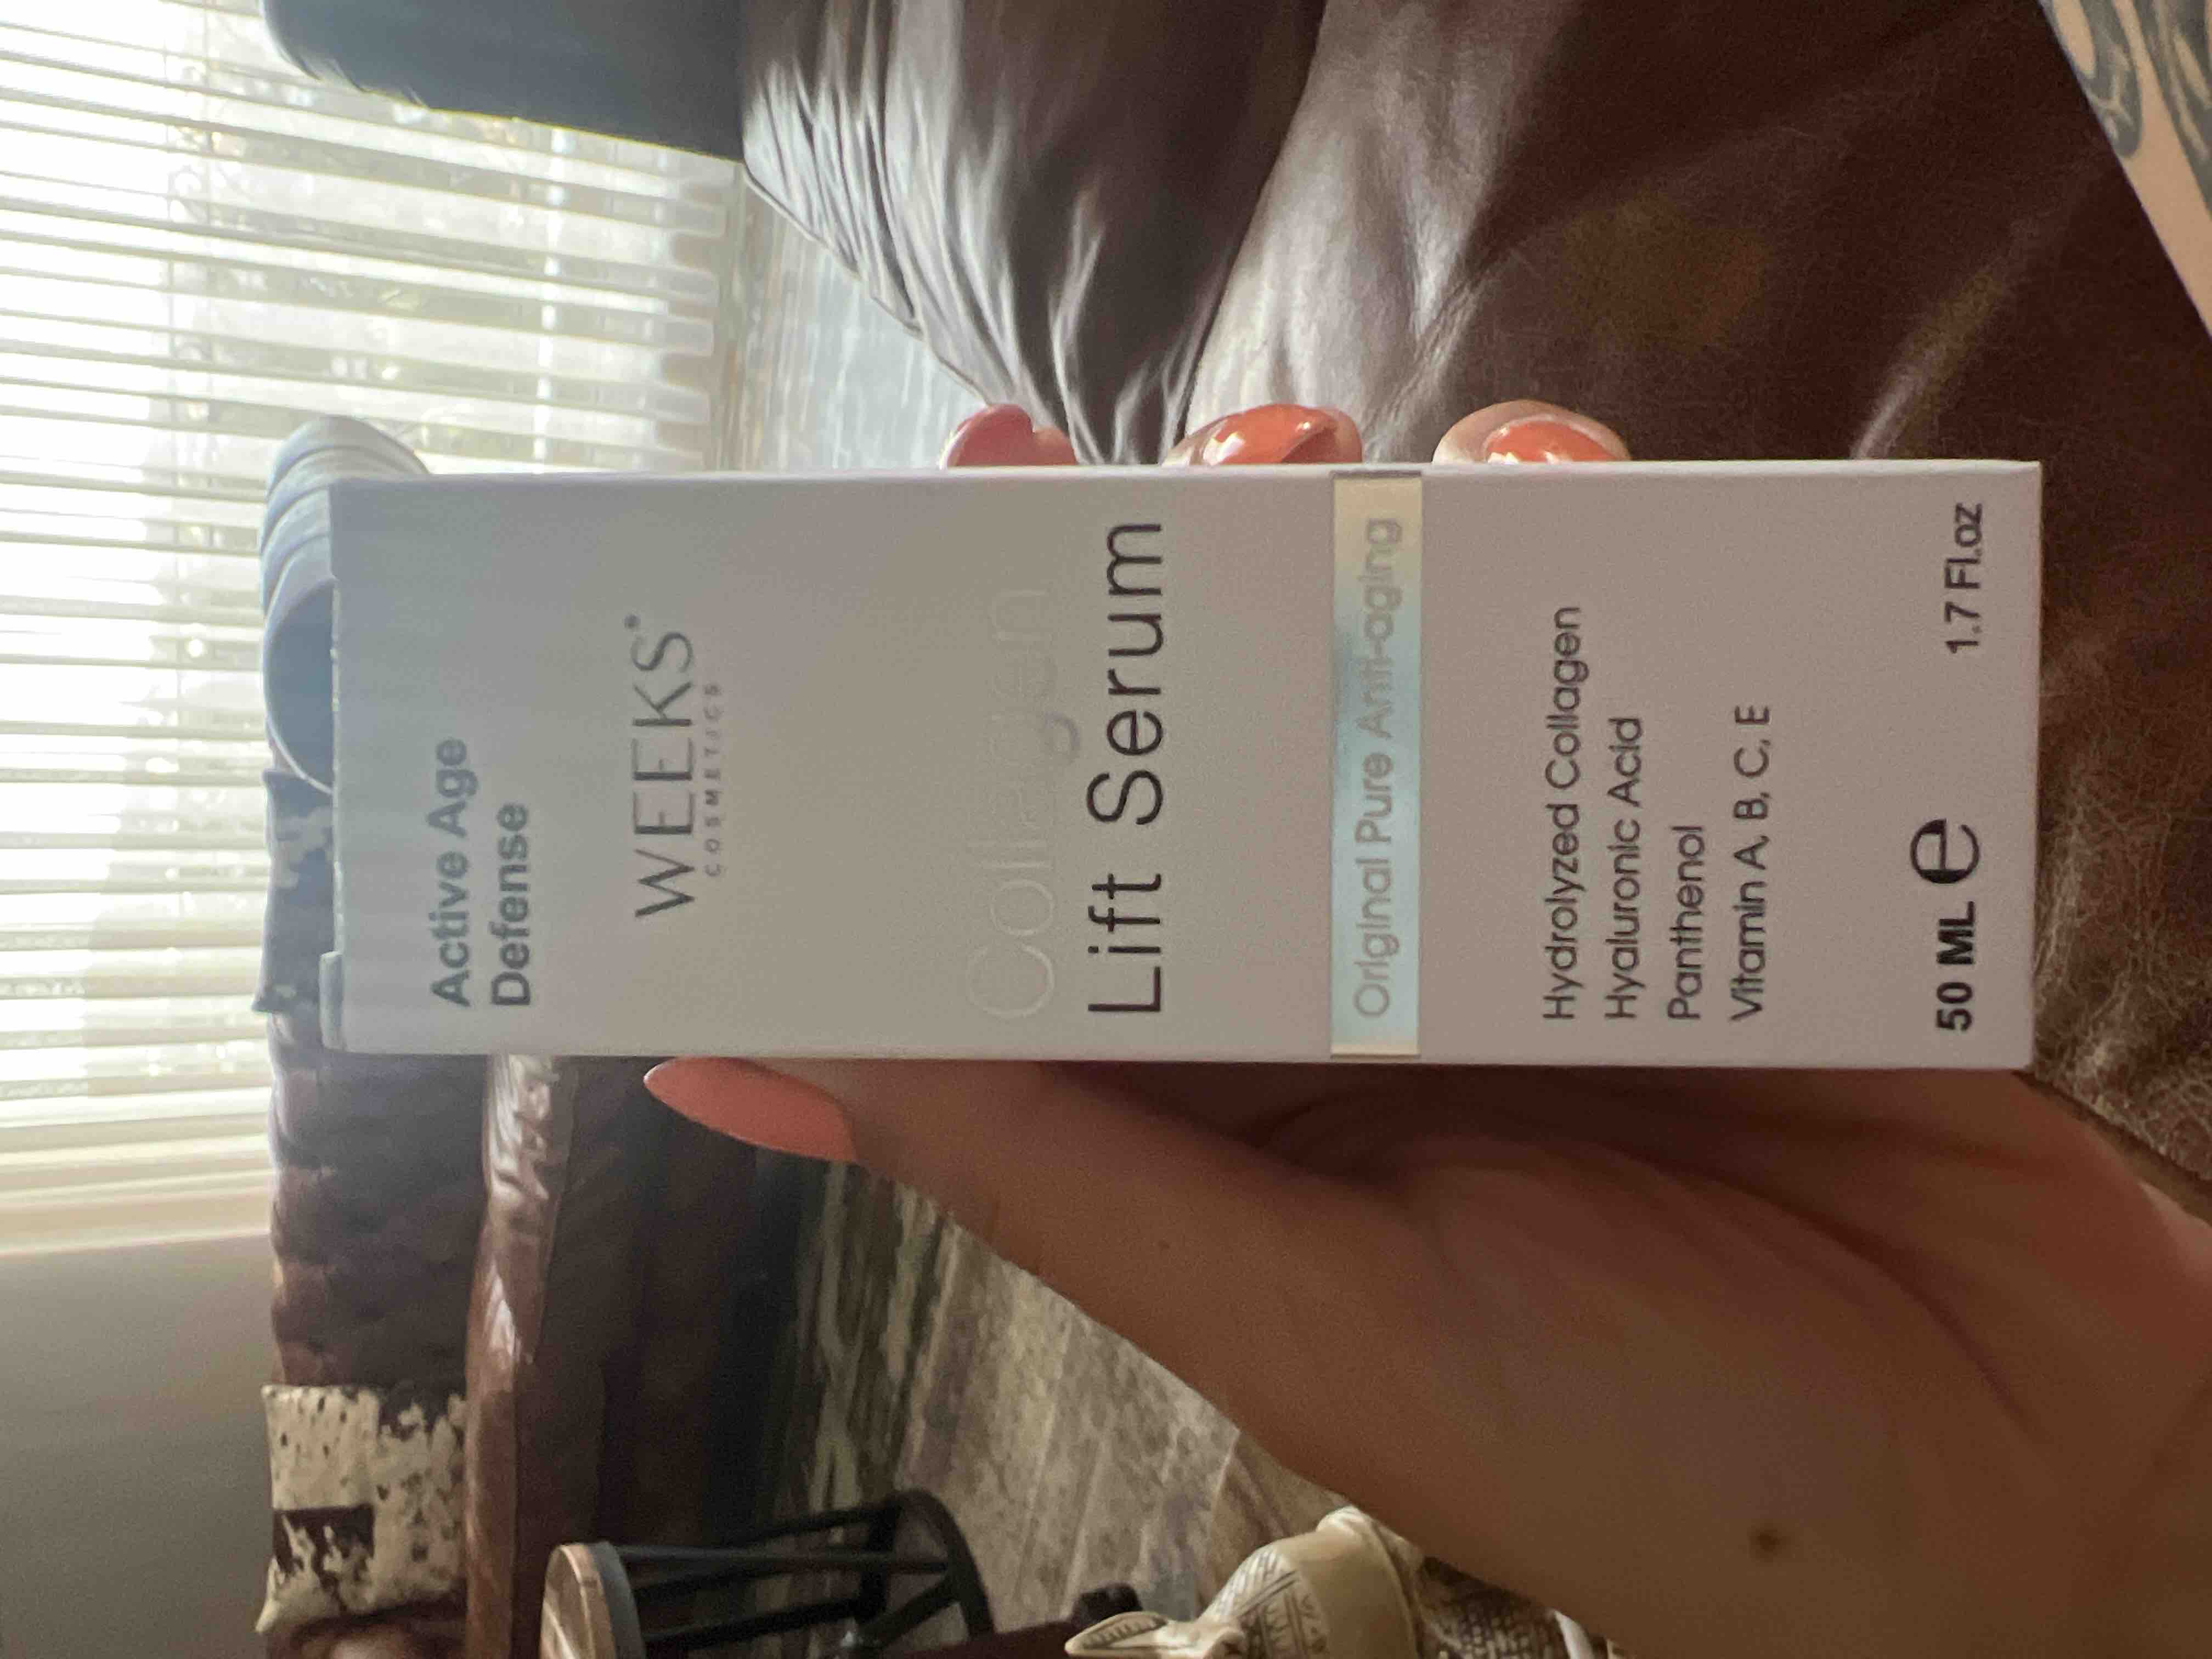 Active Age
Defense
WEEKS®
COSMETICS
Collagen
Lift Serum
Original Pure Anti-aging
Hydrolyzed Collagen
Hyaluronic Acid
Panthenol
Vitamin A, B, C, E
50 ML ℮ 1.7 Fl.oz